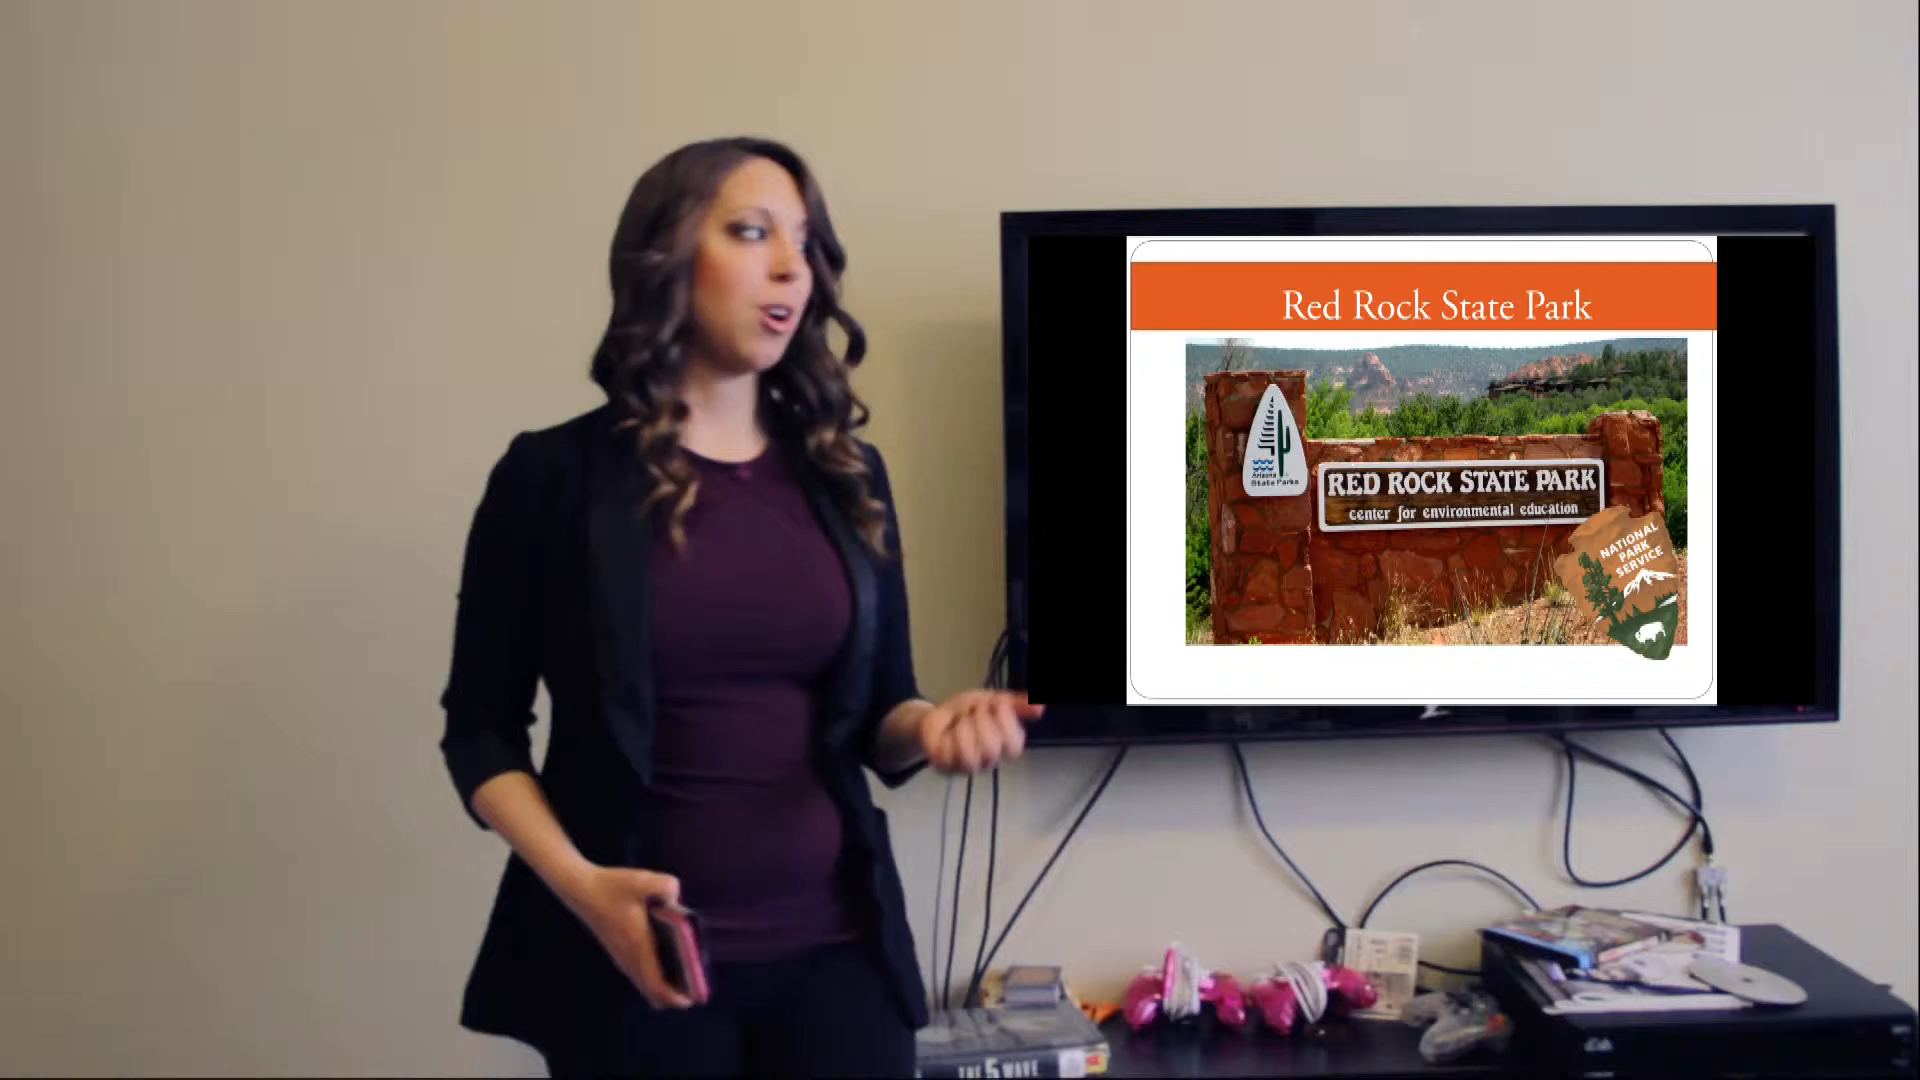 Red Rock State Park
Arizona
State Parks
RED ROCK STATE PARK
center for environmental education
NATIONAL
PARK
SERVICE
THE 5 WAVE